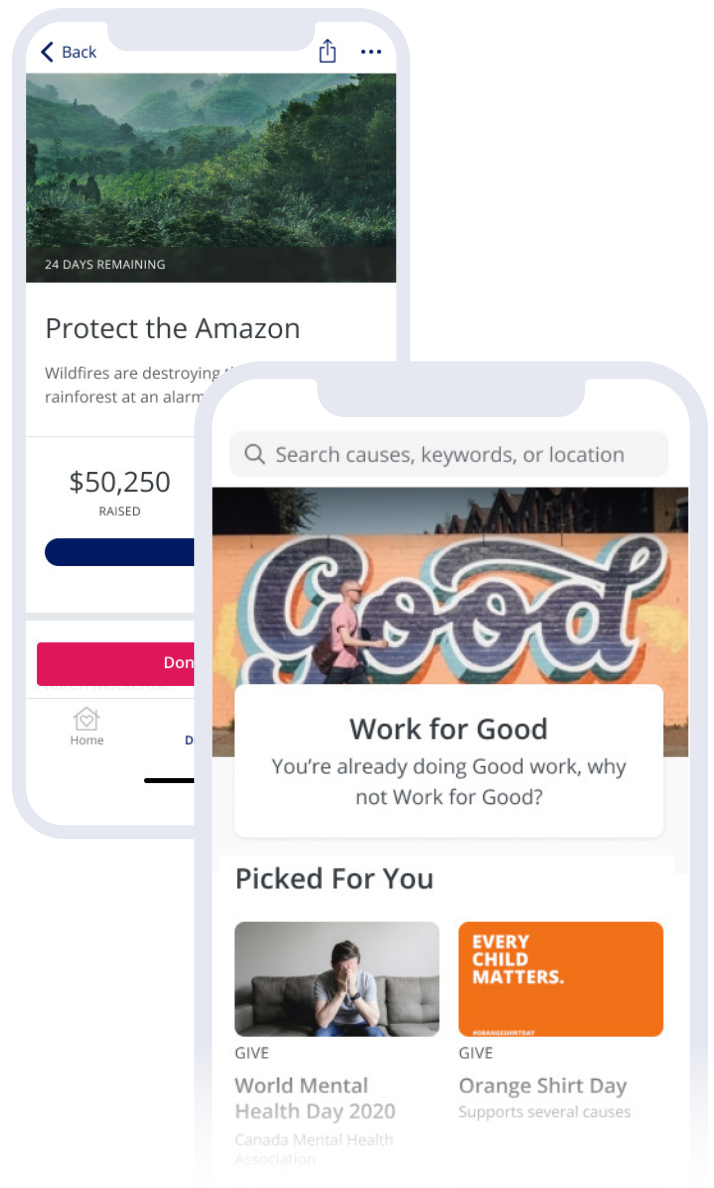 Back
24 DAYS REMAINING
Protect the Amazon
Wildfires are destroying
rainforest at an alarm
$50,250
RAISED
Don
Home
D
Search causes, keywords, or location
Good
Work for Good
You’re already doing Good work, why
not Work for Good?
Picked For You
EVERY
CHILD
MATTERS.
#ORANGESHIRTDAY
GIVE
World Mental
Health Day 2020
Canada Mental Health
Association
GIVE
Orange Shirt Day
Supports several causes